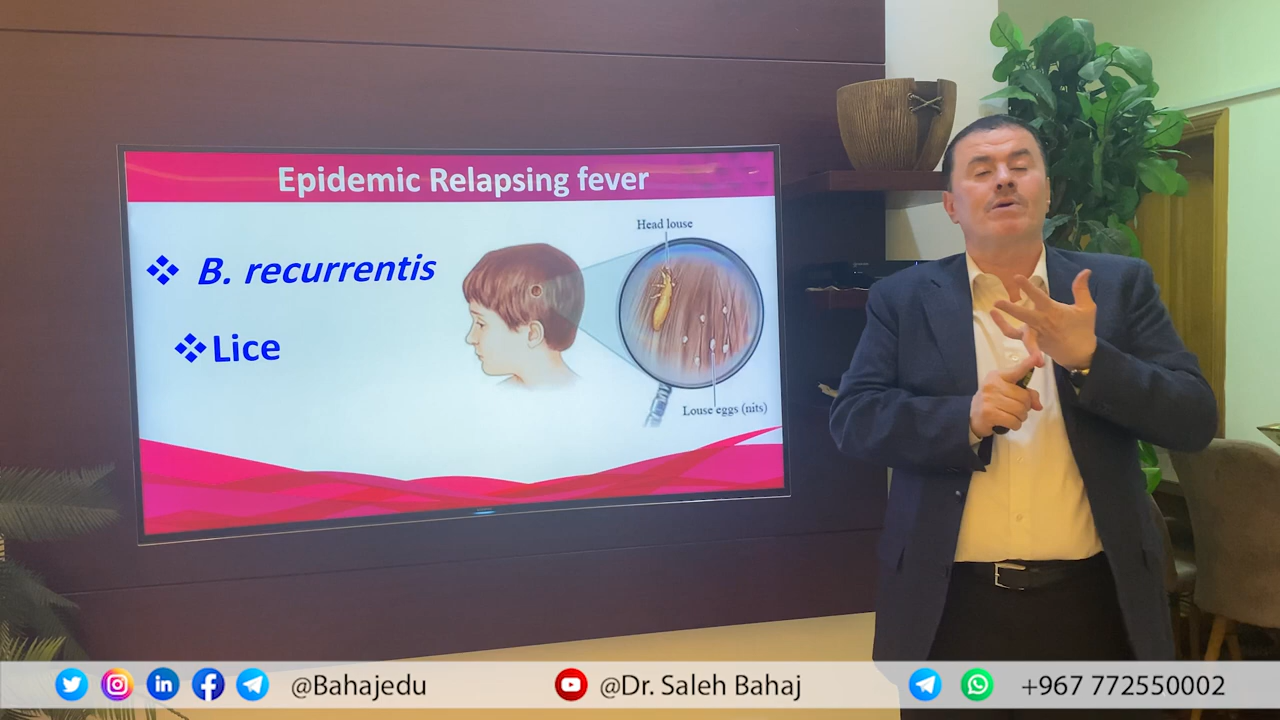 Epidemic Relapsing fever
Head louse
B. recurrentis
Lice
Louse eggs (nits)
@Bahajedu
@Dr. Saleh Bahaj
+967 772550002